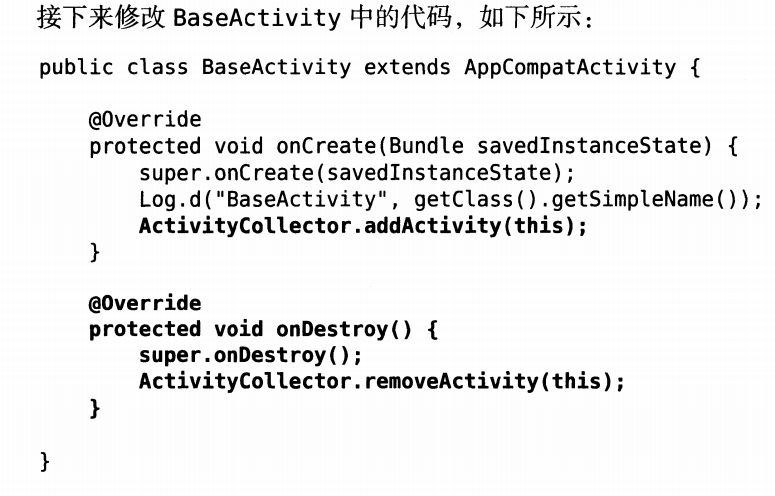 接下来修改 BaseActivity 中的代码，如下所示：
public class BaseActivity extends AppCompatActivity {
@Override
protected void onCreate(Bundle savedInstanceState) {
super.onCreate(savedInstanceState);
Log.d("BaseActivity", getClass().getSimpleName());
ActivityCollector.addActivity(this);
}
@Override
protected void onDestroy() {
super.onDestroy();
ActivityCollector.removeActivity(this);
}
}